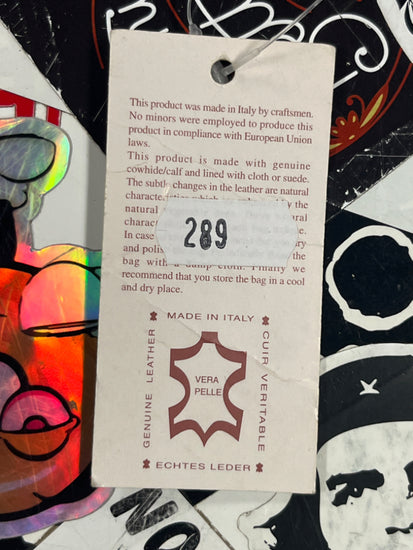 This product was made in Italy by craftsmen.
No minors were employed to produce this
product in compliance with European Union
laws.
This product is made with genuine
cowhide/calf and lined with cloth or suede.
The subtle changes in the leather are natural
the
natural
289
In case
and the
bag with a damp cloth. Finally we
recommend that you store the bag in a cool
and dry place.
MADE IN ITALY
GENUINE LEATHER
CUIR VERITABLE
VERA
PELLE
ECHTES LEDER